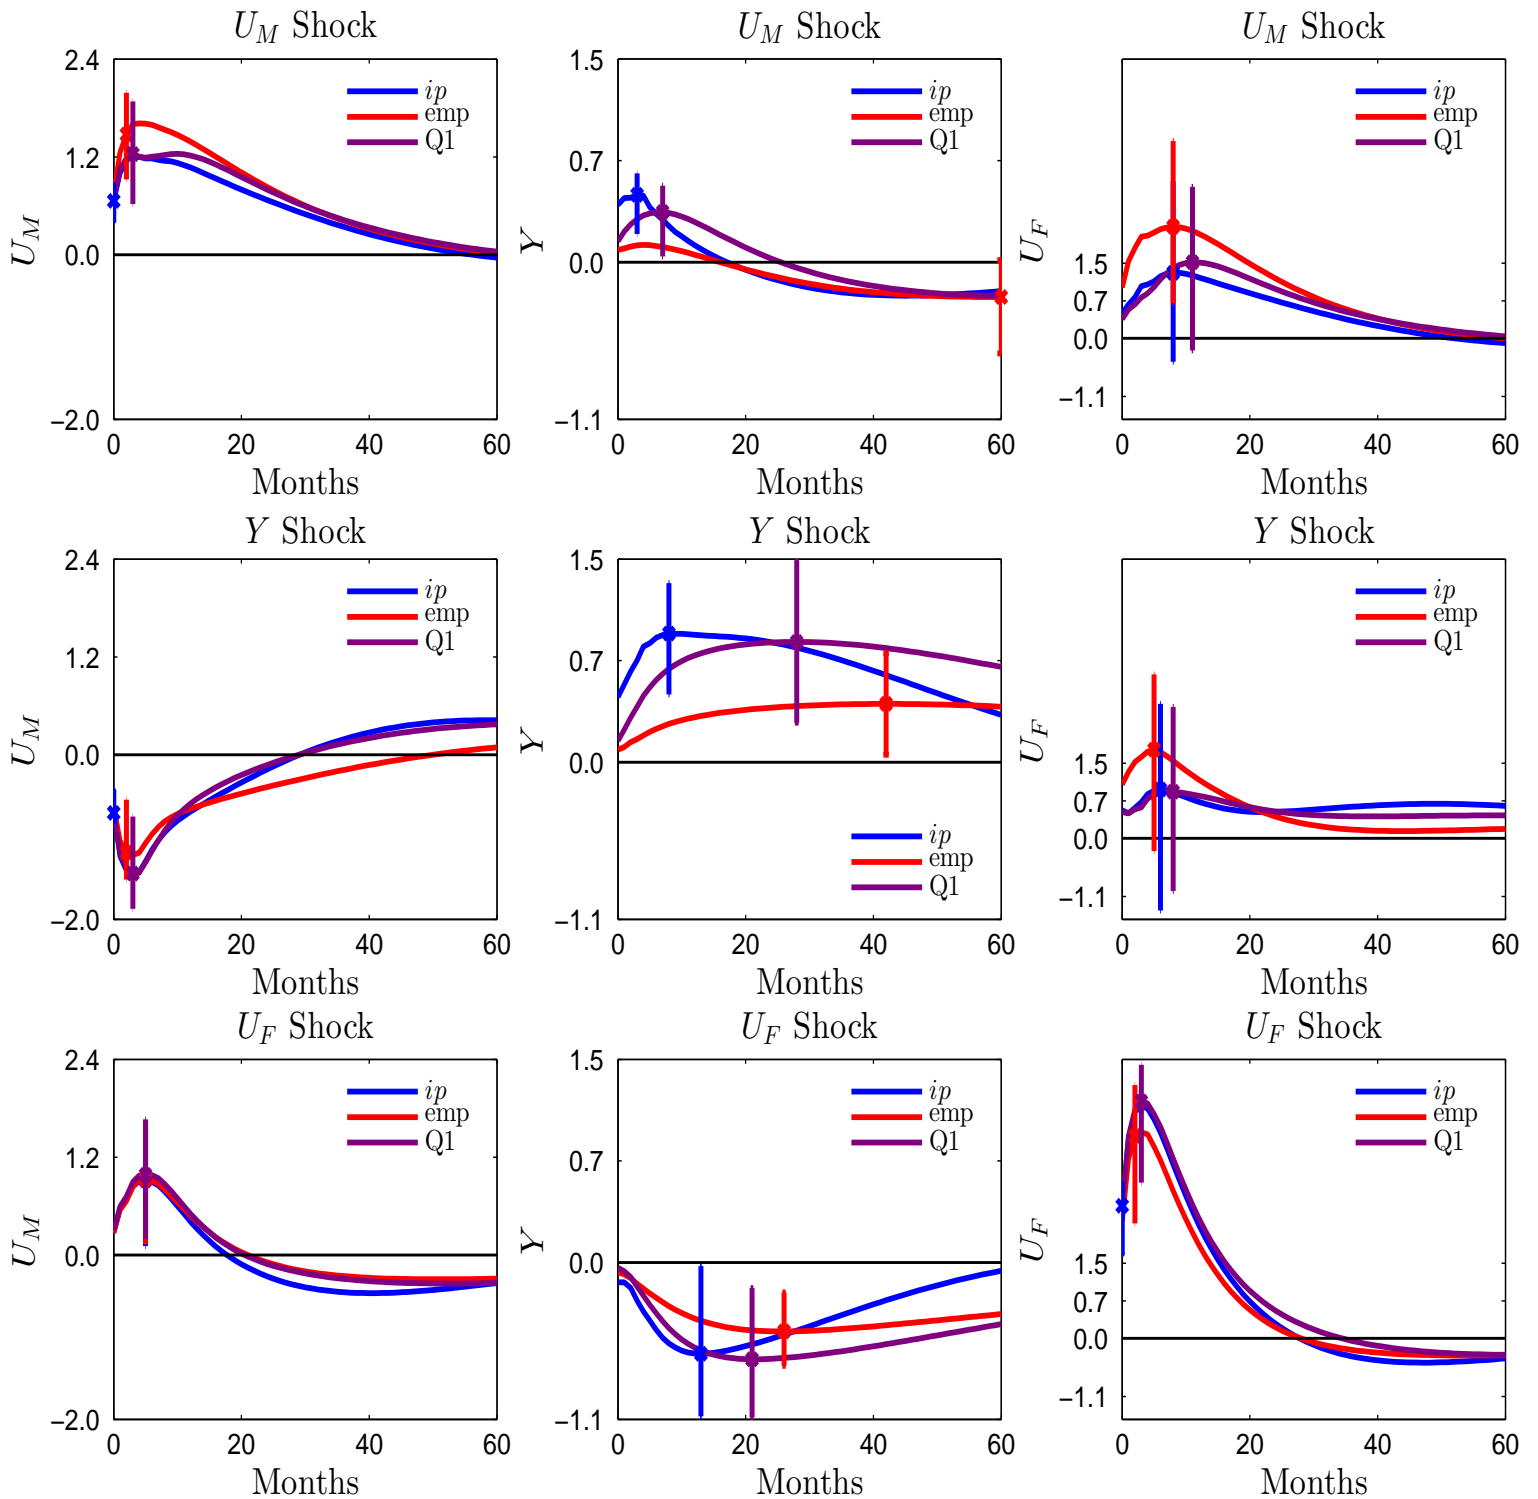 U_M Shock
2.4
1.2
0.0
−2.0
U_M
ip
emp
Q1
0 20 40 60
Months
U_M Shock
1.5
0.7
0.0
−1.1
Y
ip
emp
Q1
0 20 40 60
Months
U_M Shock
1.5
0.7
0.0
−1.1
U_F
ip
emp
Q1
0 20 40 60
Months
Y Shock
2.4
1.2
0.0
−2.0
U_M
ip
emp
Q1
0 20 40 60
Months
Y Shock
1.5
0.7
0.0
−1.1
Y
ip
emp
Q1
0 20 40 60
Months
Y Shock
1.5
0.7
0.0
−1.1
U_F
ip
emp
Q1
0 20 40 60
Months
U_F Shock
2.4
1.2
0.0
−2.0
U_M
ip
emp
Q1
0 20 40 60
Months
U_F Shock
1.5
0.7
0.0
−1.1
Y
ip
emp
Q1
0 20 40 60
Months
U_F Shock
1.5
0.7
0.0
−1.1
U_F
ip
emp
Q1
0 20 40 60
Months